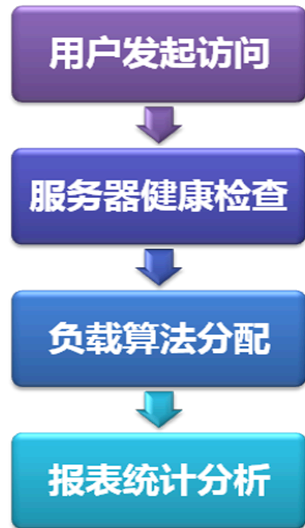 用户发起访问
服务器健康检查
负载算法分配
报表统计分析